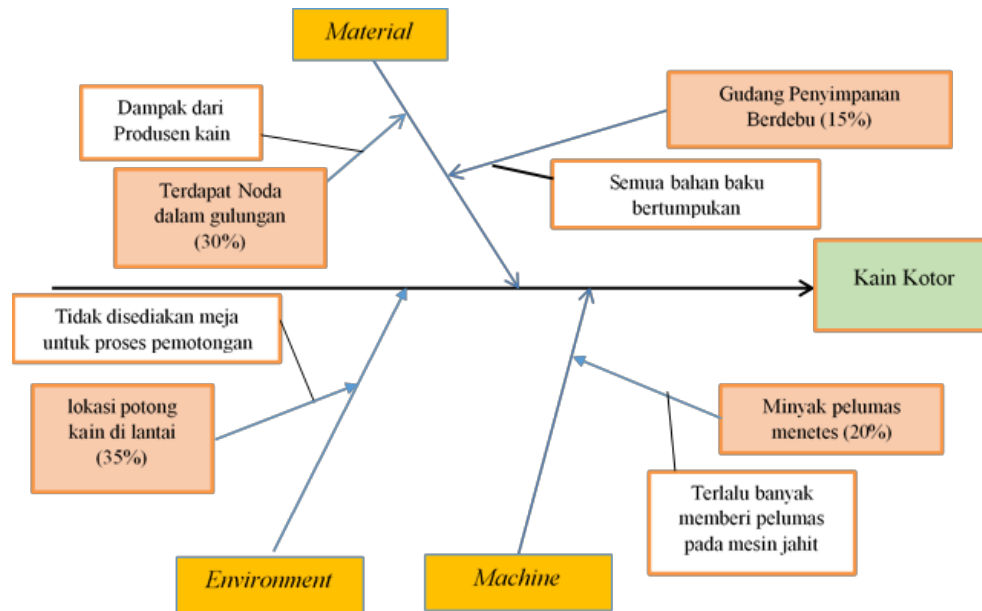 Material
Dampak dari
Produsen kain
Gudang Penyimpanan
Berdebu (15%)
Terdapat Noda
dalam gulungan
(30%)
Semua bahan baku
bertumpukan
Kain Kotor
Tidak disediakan meja
untuk proses pemotongan
lokasi potong
kain di lantai
(35%)
Minyak pelumas
menetes (20%)
Terlalu banyak
memberi pelumas
pada mesin jahit
Environment
Machine